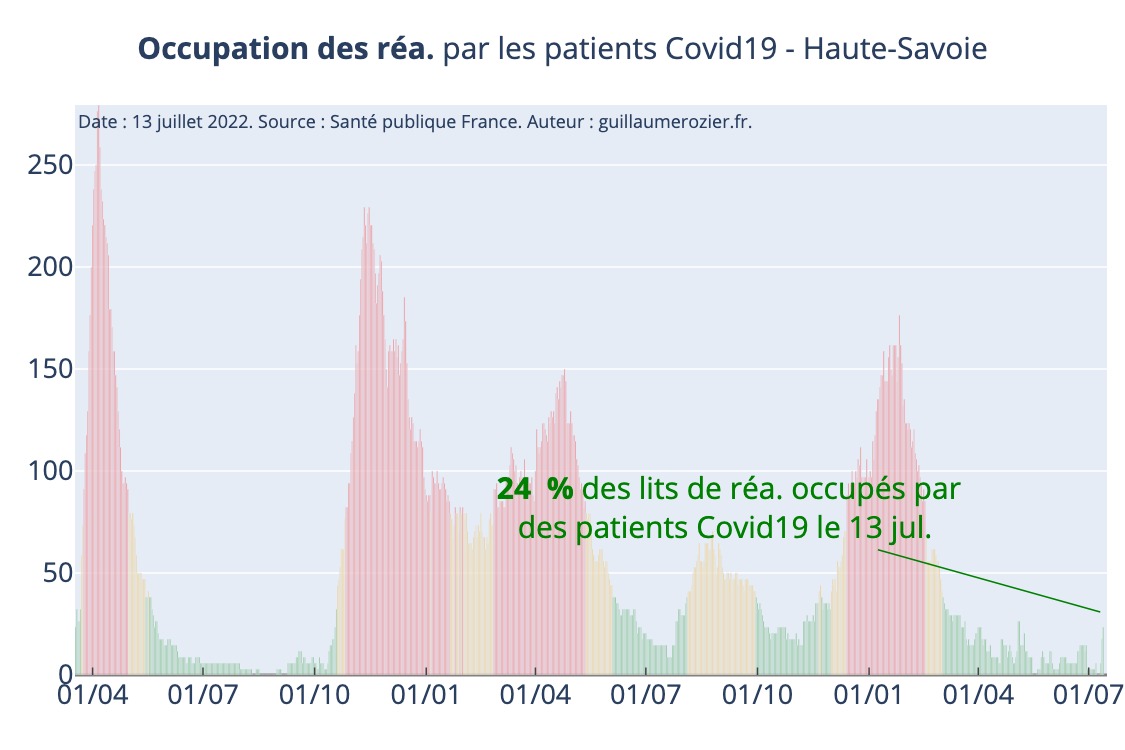 Occupation des réa. par les patients Covid19 - Haute-Savoie
Date : 13 juillet 2022. Source : Santé publique France. Auteur : guillaumerozier.fr.
250
200
150
100
50
0
24 % des lits de réa. occupés par
des patients Covid19 le 13 jul.
01/04 01/07 01/10 01/01 01/04 01/07 01/10 01/01 01/04 01/07